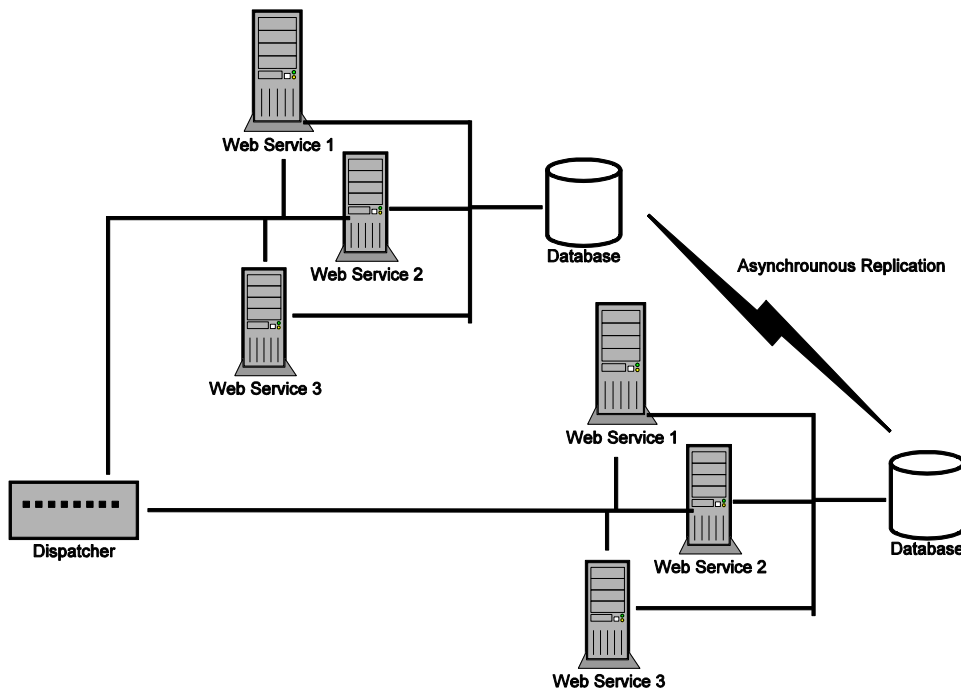 Web Service 1
Web Service 2
Database
Asynchrounous Replication
Web Service 3
Web Service 1
Dispatcher
Database
Web Service 2
Web Service 3